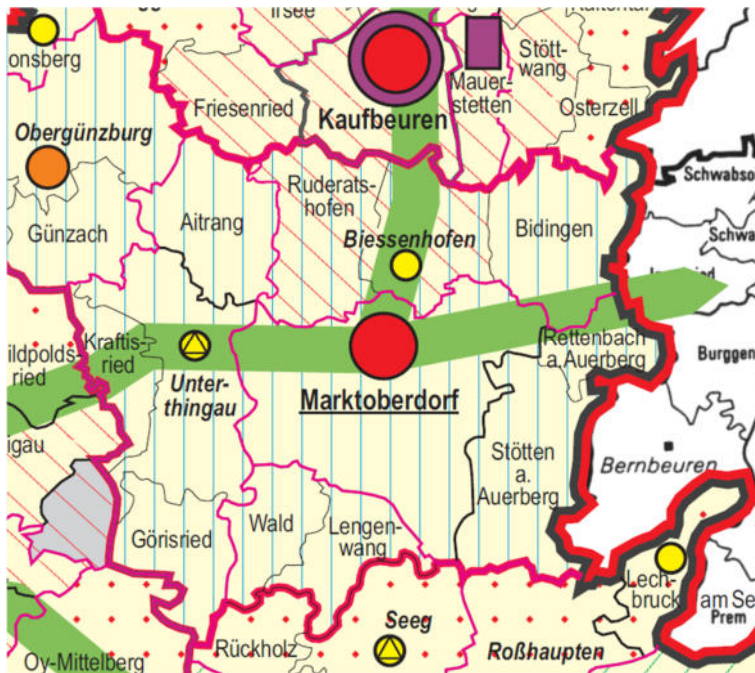 Irsee
onsberg
Stött-
wang
Mauer-
stetten
Friesenried
Kaufbeuren
Osterzell
Obergünzburg
Ruderats-
hofen
Schwabso
Aitrang
Günzach
Bidingen
Biessenhofen
Schwa
ildpolds-
ried
Kraftis-
ried
Rettenbach
a. Auerberg
Burggen
Unter-
thingau
Marktoberdorf
igau
Stötten
a.
Auerberg
Bernbeuren
Görisried
Wald
Lengen-
wang
Lech-
bruck
am Se
Prem
Seeg
Rückholz
Roßhaupten
Oy-Mittelberg